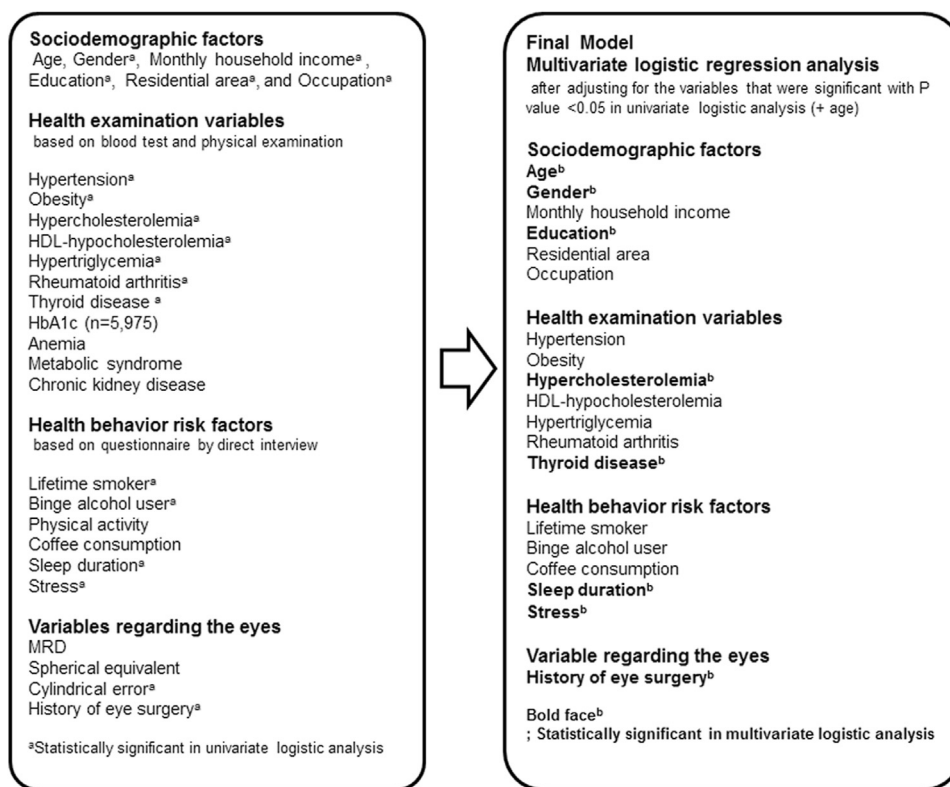 Sociodemographic factors
Age, Genderᵃ, Monthly household incomeᵃ,
Educationᵃ, Residential areaᵃ, and Occupationᵃ
Health examination variables
based on blood test and physical examination
Hypertensionᵃ
Obesityᵃ
Hypercholesterolemiaᵃ
HDL-hypocholesterolemiaᵃ
Hypertriglycemiaᵃ
Rheumatoid arthritisᵃ
Thyroid disease ᵃ
HbA1c (n=5,975)
Anemia
Metabolic syndrome
Chronic kidney disease
Health behavior risk factors
based on questionnaire by direct interview
Lifetime smokerᵃ
Binge alcohol userᵃ
Physical activity
Coffee consumption
Sleep durationᵃ
Stressᵃ
Variables regarding the eyes
MRD
Spherical equivalent
Cylindrical errorᵃ
History of eye surgeryᵃ
ᵃStatistically significant in univariate logistic analysis
Final Model
Multivariate logistic regression analysis
after adjusting for the variables that were significant with P
value <0.05 in univariate logistic analysis (+ age)
Sociodemographic factors
Ageᵇ
Genderᵇ
Monthly household income
Educationᵇ
Residential area
Occupation
Health examination variables
Hypertension
Obesity
Hypercholesterolemiaᵇ
HDL-hypocholesterolemia
Hypertriglycemia
Rheumatoid arthritis
Thyroid diseaseᵇ
Health behavior risk factors
Lifetime smoker
Binge alcohol user
Coffee consumption
Sleep durationᵇ
Stressᵇ
Variable regarding the eyes
History of eye surgeryᵇ
Bold faceᵇ
; Statistically significant in multivariate logistic analysis